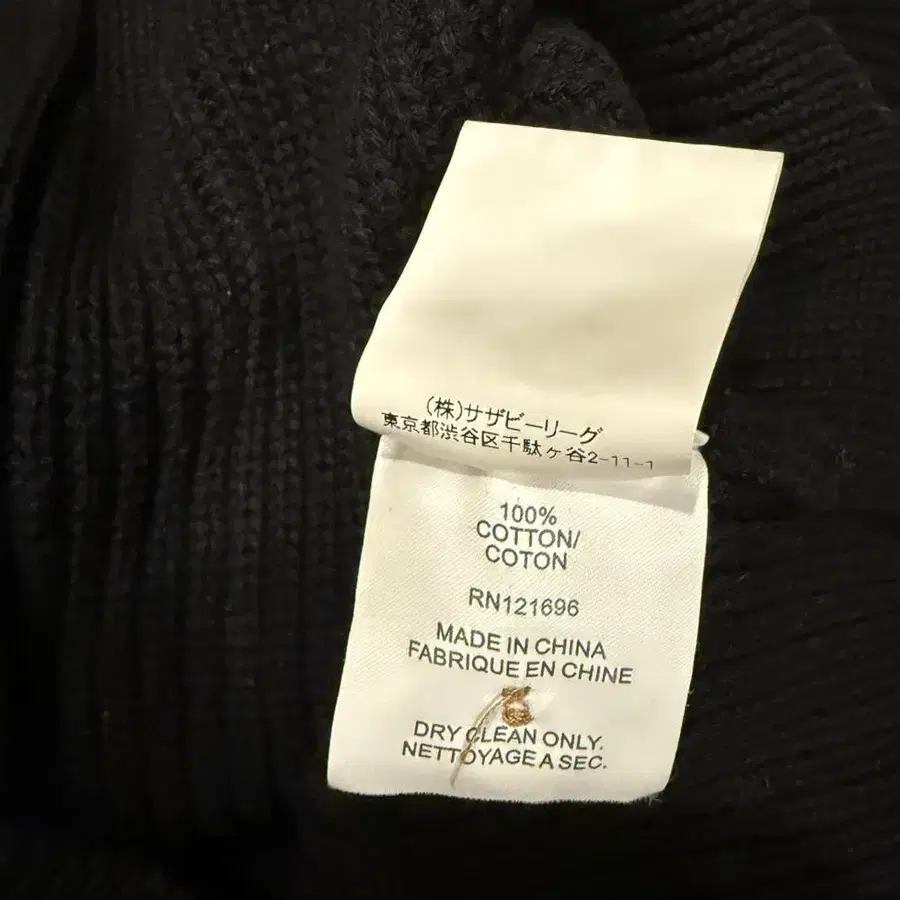 (株)サザビーリーグ
東京都渋谷区千駄ヶ谷2-11-1
100%
COTTON/
COTON
RN121696
MADE IN CHINA
FABRIQUE EN CHINE
DRY CLEAN ONLY.
NETTOYAGE A SEC.